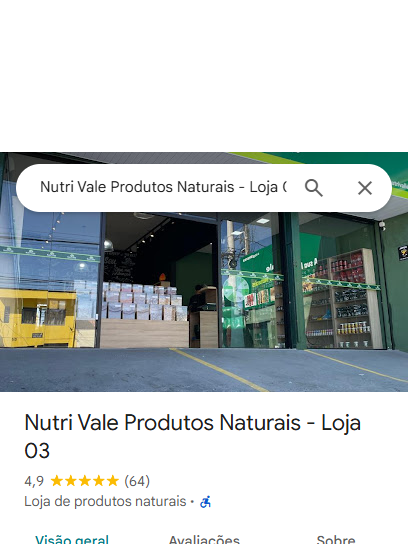 Nutri Vale Produtos Naturais - Loja
Nutri Vale Produtos Naturais - Loja
03
4,9 (64)
Loja de produtos naturais ·
Visão geral Avaliações Sobre